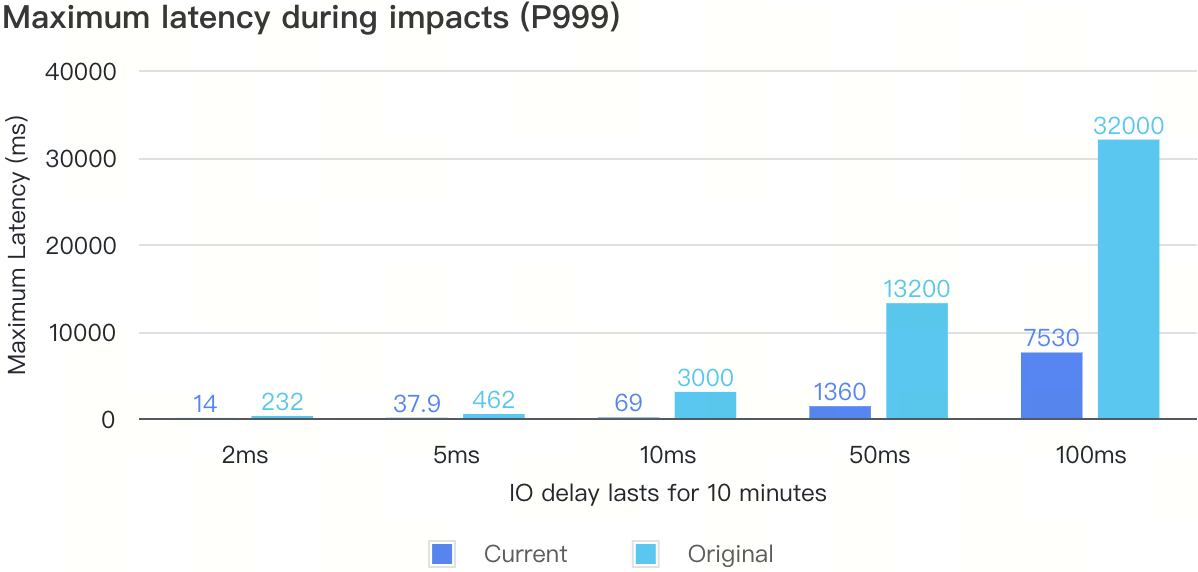 Maximum latency during impacts (P999)
Maximum Latency (ms)
40000
30000
20000
10000
0
14
232
37.9
462
69
3000
1360
13200
7530
32000
2ms
5ms
10ms
50ms
100ms
IO delay lasts for 10 minutes
Current
Original